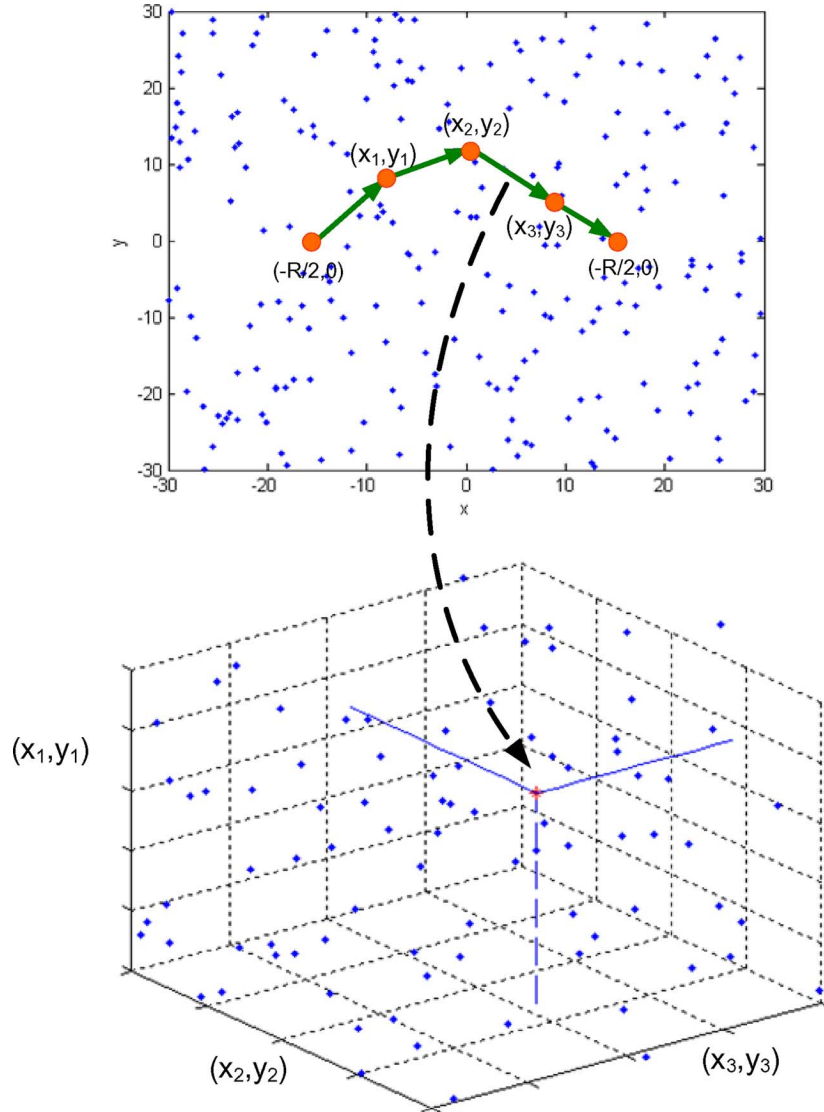 30
20
10
0
-10
-20
-30
y
(x2,y2)
(x1,y1)
(x3,y3)
(-R/2,0)
(-R/2,0)
-30
-20
-10
0
10
20
30
x
(x1,y1)
(x2,y2)
(x3,y3)